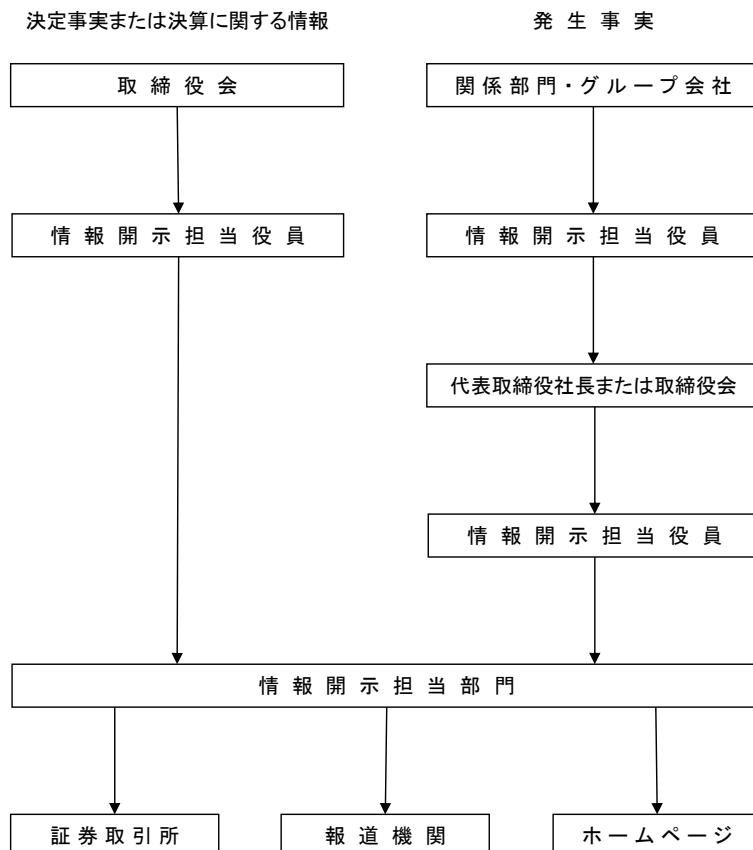 決定事実または決算に関する情報
発生事実
取締役会
関係部門・グループ会社
情報開示担当役員
情報開示担当役員
代表取締役社長または取締役会
情報開示担当役員
情報開示担当部門
証券取引所
報道機関
ホームページ